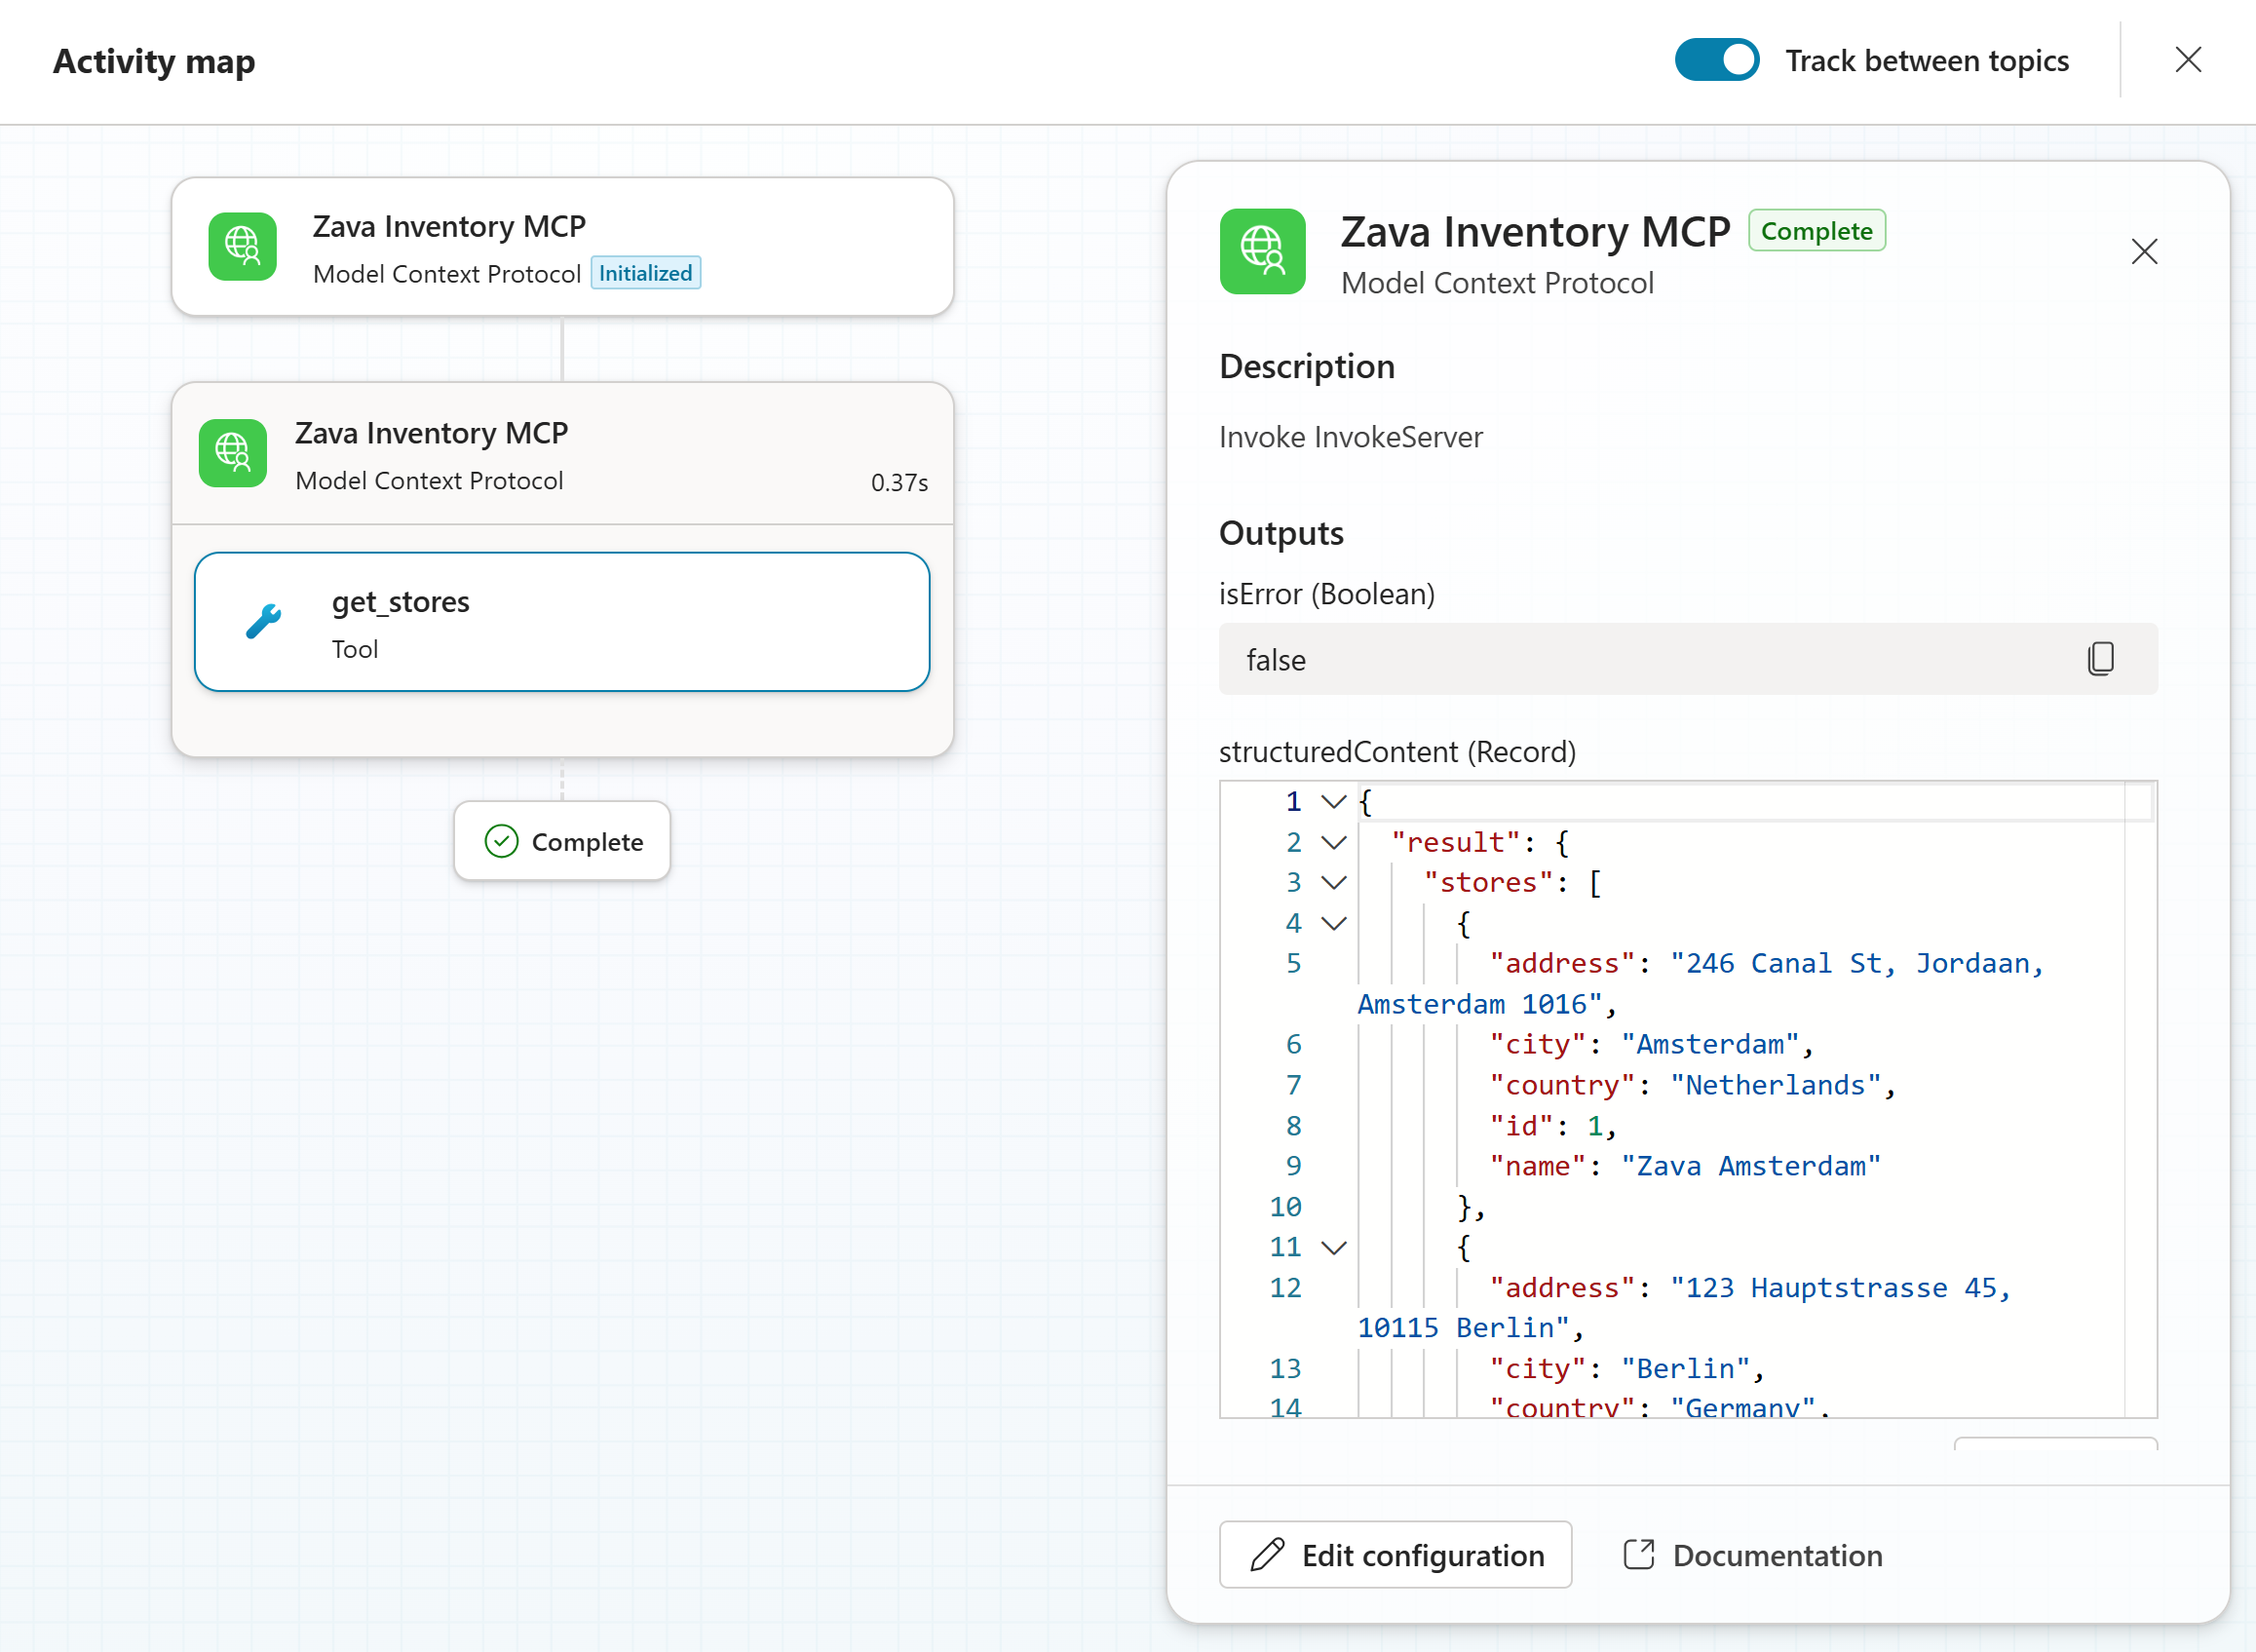 Activity map
Track between topics
Zava Inventory MCP
Model Context Protocol Initialized
Zava Inventory MCP
Model Context Protocol
0.37s
get_stores
Tool
Complete
Zava Inventory MCP Complete
Model Context Protocol
Description
Invoke InvokeServer
Outputs
isError (Boolean)
false
structuredContent (Record)
1 {
2 "result": {
3 "stores": [
4 {
5 "address": "246 Canal St, Jordaan,
Amsterdam 1016",
6 "city": "Amsterdam",
7 "country": "Netherlands",
8 "id": 1,
9 "name": "Zava Amsterdam"
10 },
11 {
12 "address": "123 Hauptstrasse 45,
10115 Berlin",
13 "city": "Berlin",
14 "country": "Germany",
Edit configuration
Documentation